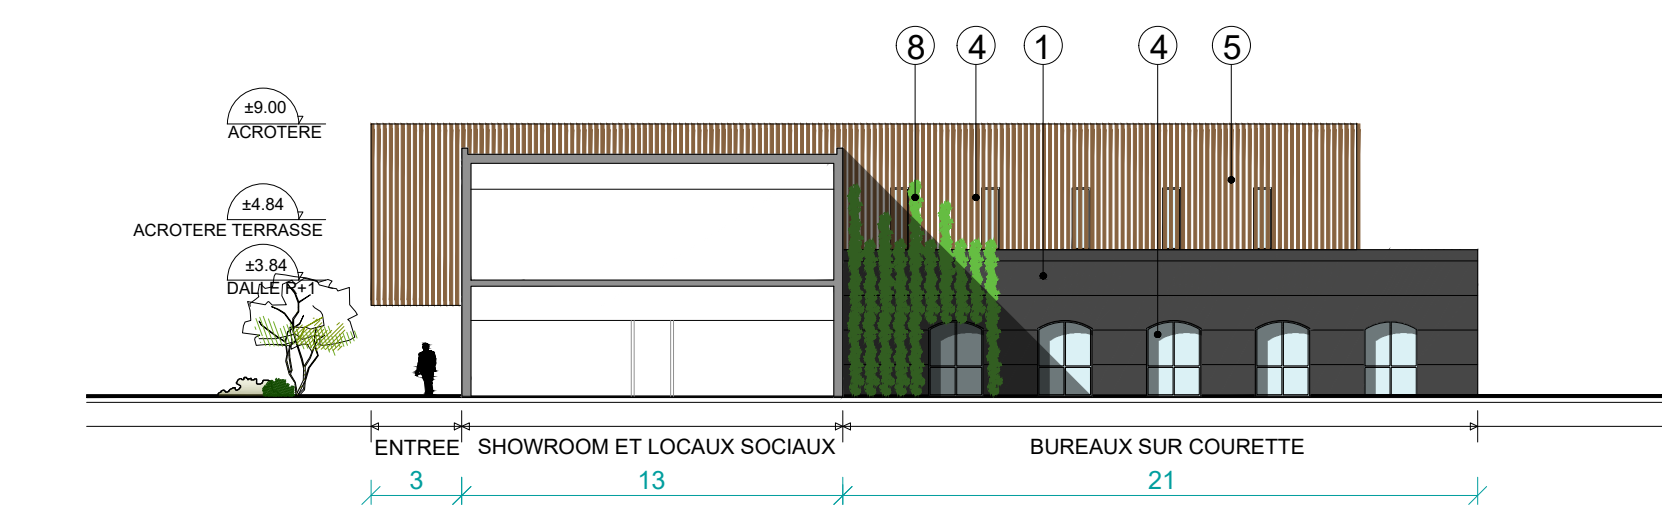 8 4 1 4 5
±9.00
ACROTERE
±4.84
ACROTERE TERRASSE
±3.84
DALLE R+1
ENTREE SHOWROOM ET LOCAUX SOCIAUX BUREAUX SUR COURETTE
3 13 21